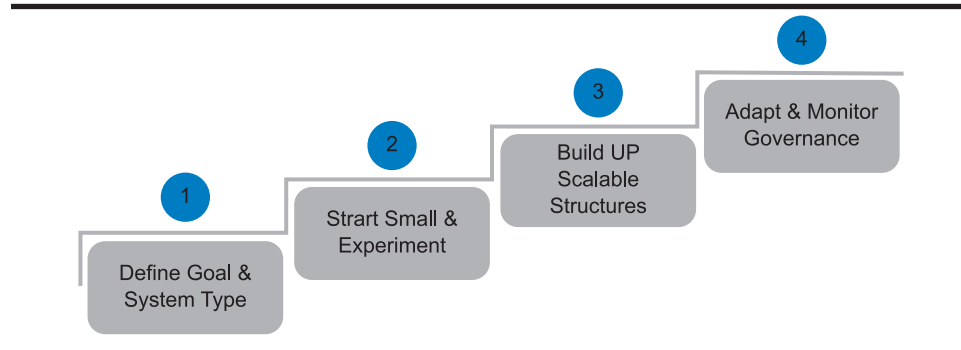 1
Define Goal &
System Type
2
Strart Small &
Experiment
3
Build UP
Scalable
Structures
4
Adapt & Monitor
Governance